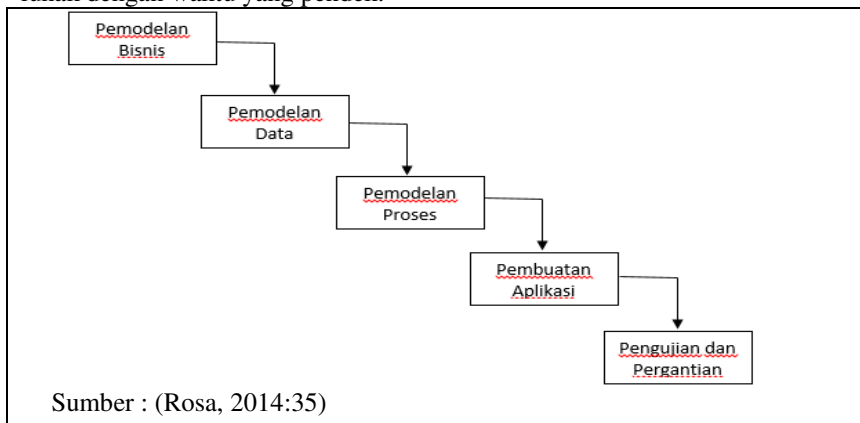 Pemodelan
Bisnis
Pemodelan
Data
Pemodelan
Proses
Pembuatan
Aplikasi
Pengujian dan
Pergantian
Sumber : (Rosa, 2014:35)